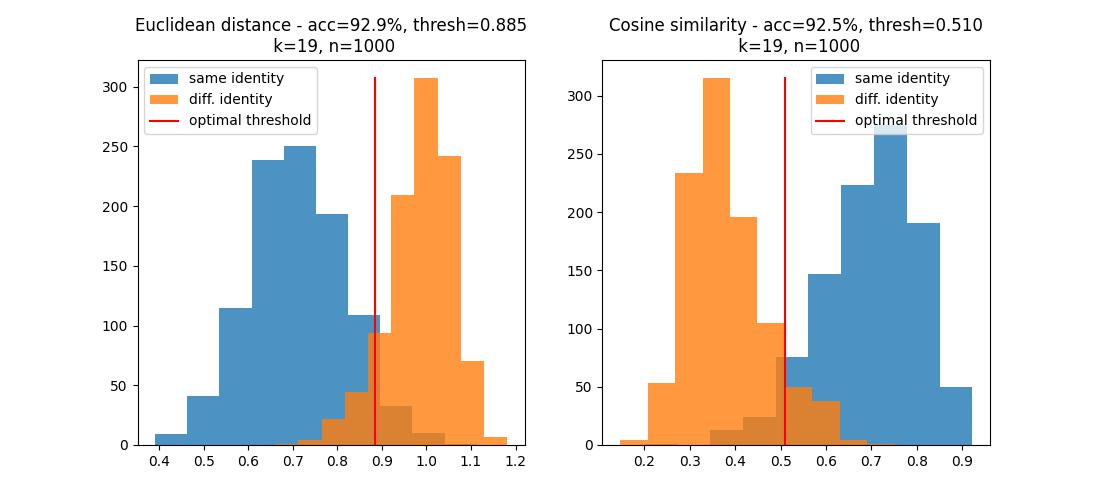 Euclidean distance - acc=92.9%, thresh=0.885
k=19, n=1000
same identity
diff. identity
optimal threshold
300
250
200
150
100
50
0
0.4 0.5 0.6 0.7 0.8 0.9 1.0 1.1 1.2
Cosine similarity - acc=92.5%, thresh=0.510
k=19, n=1000
same identity
diff. identity
optimal threshold
300
250
200
150
100
50
0
0.2 0.3 0.4 0.5 0.6 0.7 0.8 0.9